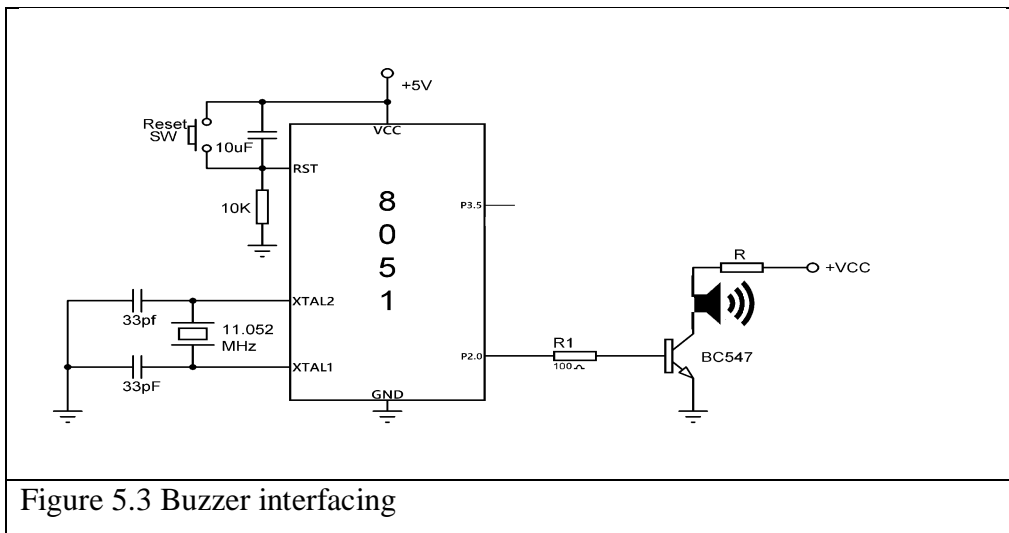 +5V
VCC
Reset
SW
10uF
RST
10K
8
0
5
1
P3.5
R
+VCC
XTAL2
33pf
11.052
MHz
XTAL1
33pF
P2.0
R1
100
BC547
GND
Figure 5.3 Buzzer interfacing